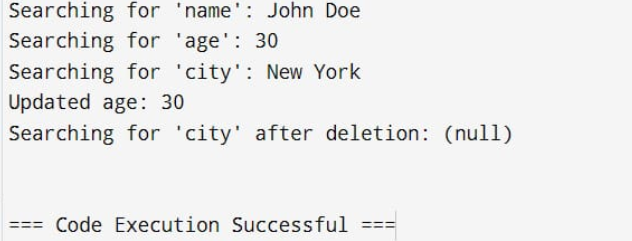 Searching for 'name': John Doe
Searching for 'age': 30
Searching for 'city': New York
Updated age: 30
Searching for 'city' after deletion: (null)
=== Code Execution Successful ===